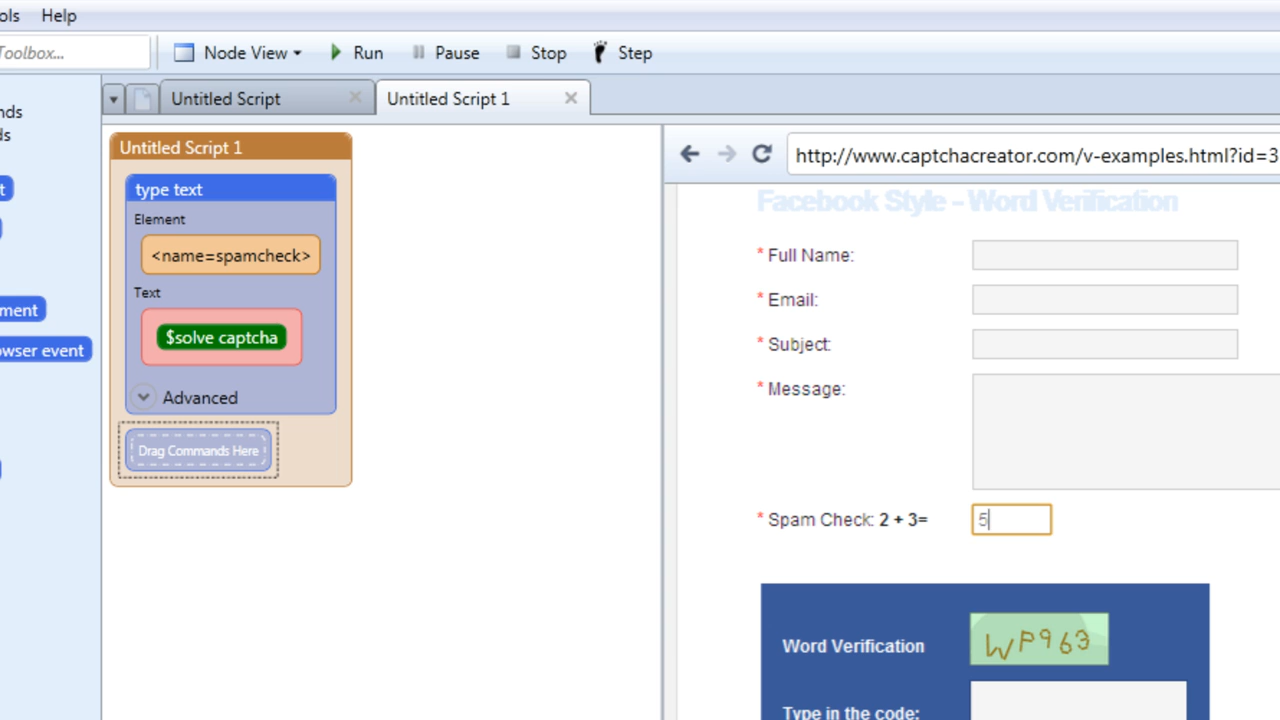 ols Help
Toolbox... Node View Run Pause Stop Step
Untitled Script Untitled Script 1
nds
ds
t
ment
owser event
Untitled Script 1
type text
Element
<name=spamcheck>
Text
$solve captcha
Advanced
Drag Commands Here
http://www.captchacreator.com/v-examples.html?id=3
Facebook Style - Word Verification
* Full Name:
* Email:
* Subject:
* Message:
* Spam Check: 2 + 3= 5
Word Verification WP963
Type in the code: